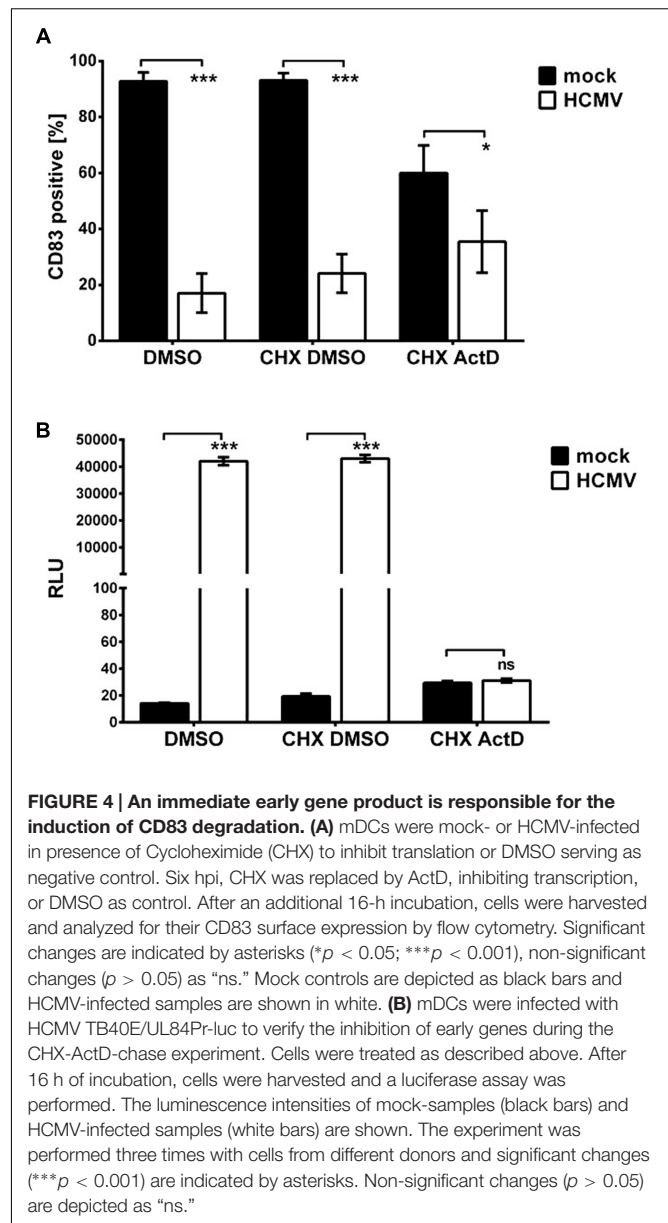 A
CD83 positive [%]
100
80
60
40
20
0
***
***
*
mock
HCMV
DMSO
CHX DMSO
CHX ActD
B
RLU
50000
40000
30000
20000
10000
100
80
60
40
20
0
***
***
ns
mock
HCMV
DMSO
CHX DMSO
CHX ActD
FIGURE 4 | An immediate early gene product is responsible for the
induction of CD83 degradation. (A) mDCs were mock- or HCMV-infected
in presence of Cycloheximide (CHX) to inhibit translation or DMSO serving as
negative control. Six hpi, CHX was replaced by ActD, inhibiting transcription,
or DMSO as control. After an additional 16-h incubation, cells were harvested
and analyzed for their CD83 surface expression by flow cytometry. Significant
changes are indicated by asterisks (*p < 0.05; ***p < 0.001), non-significant
changes (p > 0.05) as “ns.” Mock controls are depicted as black bars and
HCMV-infected samples are shown in white. (B) mDCs were infected with
HCMV TB40E/UL84Pr-luc to verify the inhibition of early genes during the
CHX-ActD-chase experiment. Cells were treated as described above. After
16 h of incubation, cells were harvested and a luciferase assay was
performed. The luminescence intensities of mock-samples (black bars) and
HCMV-infected samples (white bars) are shown. The experiment was
performed three times with cells from different donors and significant changes
(***p < 0.001) are indicated by asterisks. Non-significant changes (p > 0.05)
are depicted as “ns.”